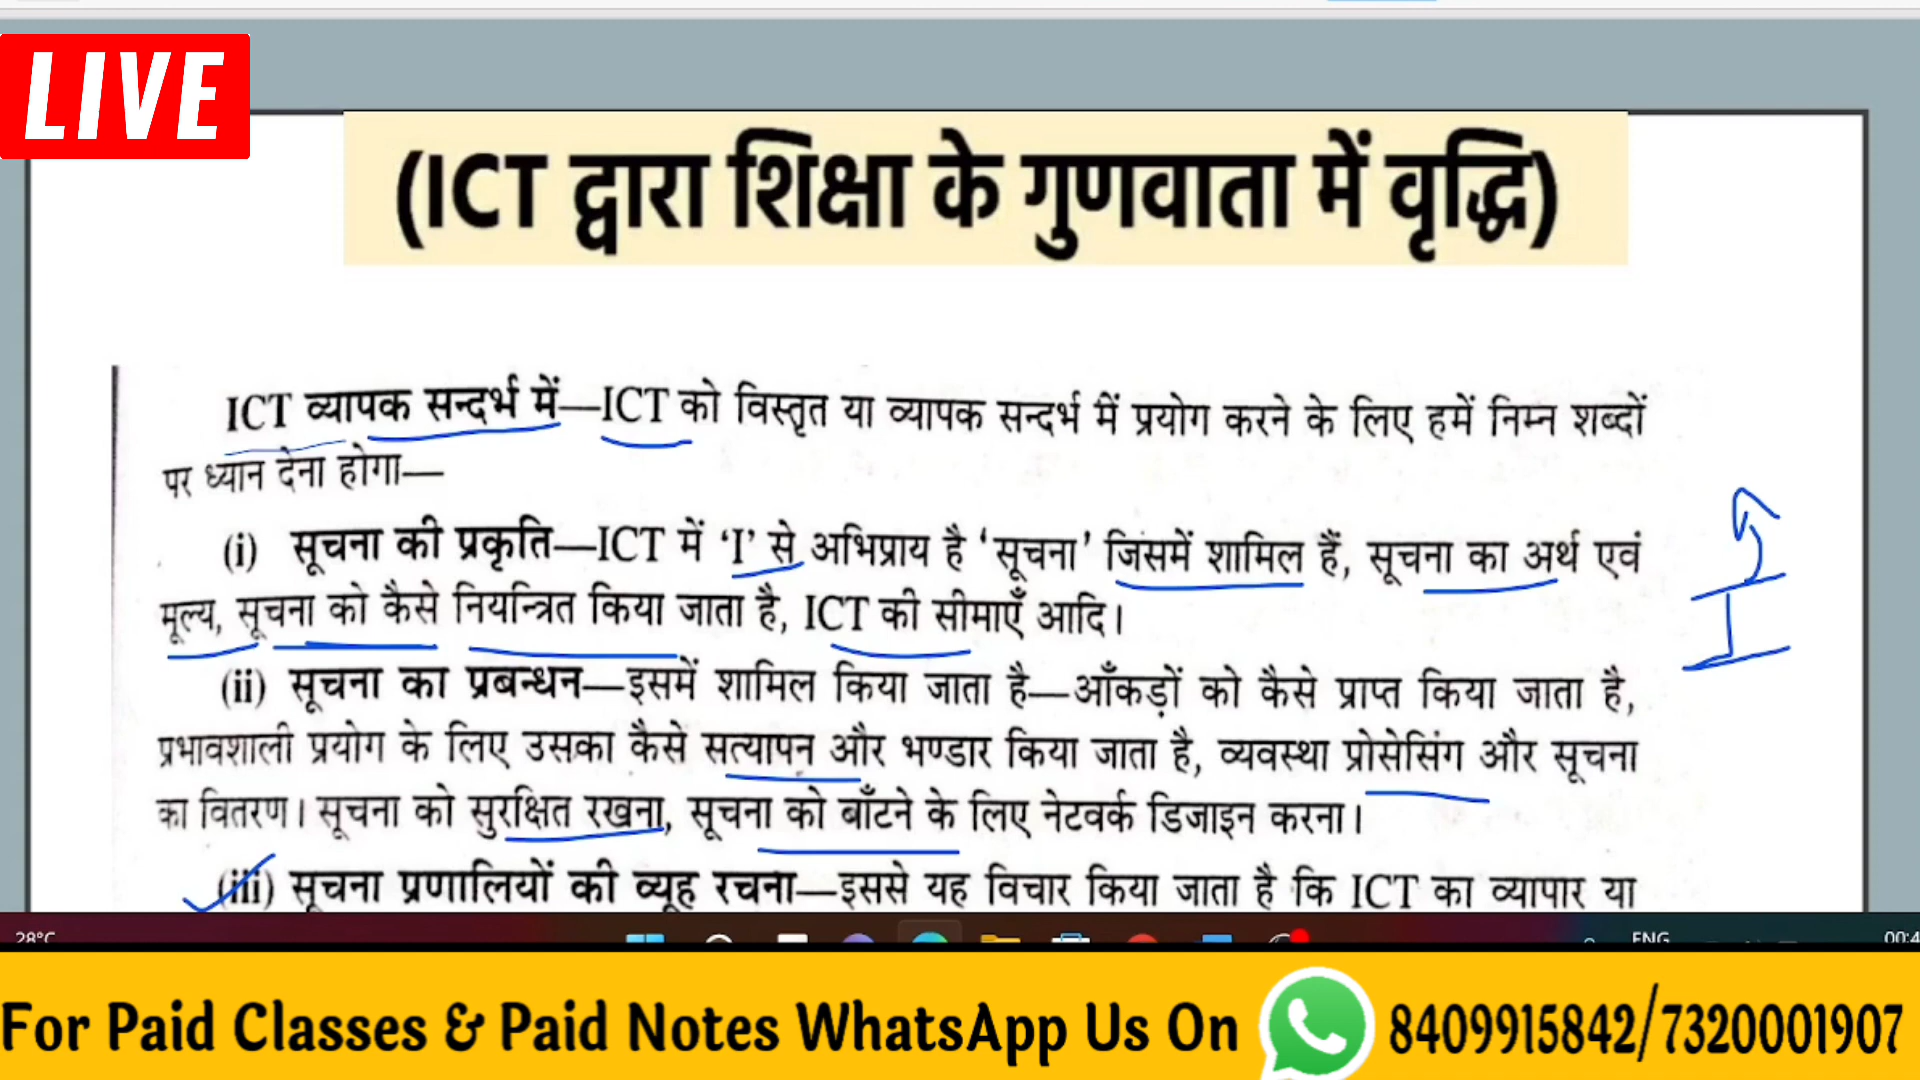 LIVE
(ICT द्वारा शिक्षा के गुणवाता में वृद्धि)
ICT व्यापक सन्दर्भ में—ICT को विस्तृत या व्यापक सन्दर्भ में प्रयोग करने के लिए हमें निम्न शब्दों
पर ध्यान देना होगा—
(i) सूचना की प्रकृति—ICT में ‘I’ से अभिप्राय है ‘सूचना’ जिसमें शामिल हैं, सूचना का अर्थ एवं
मूल्य, सूचना को कैसे नियन्त्रित किया जाता है, ICT की सीमाएँ आदि।
I
(ii) सूचना का प्रबन्धन—इसमें शामिल किया जाता है—आँकड़ों को कैसे प्राप्त किया जाता है,
प्रभावशाली प्रयोग के लिए उसका कैसे सत्यापन और भण्डार किया जाता है, व्यवस्था प्रोसेसिंग और सूचना
का वितरण। सूचना को सुरक्षित रखना, सूचना को बाँटने के लिए नेटवर्क डिजाइन करना।
(iii) सूचना प्रणालियों की व्यूह रचना—इससे यह विचार किया जाता है कि ICT का व्यापार या
28°C ENG
For Paid Classes & Paid Notes WhatsApp Us On 8409915842/7320001907